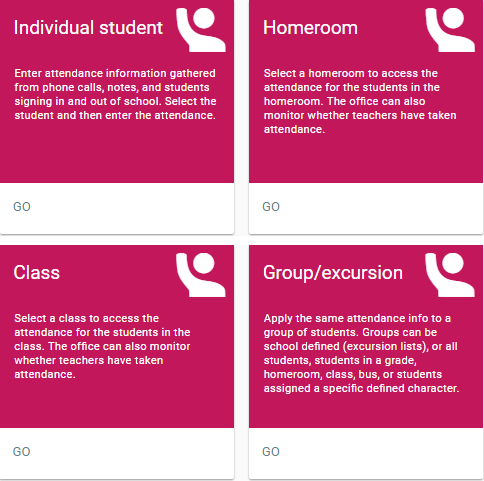 Individual student
Enter attendance information gathered
from phone calls, notes, and students
signing in and out of school. Select the
student and then enter the attendance.
GO
Homeroom
Select a homeroom to access the
attendance for the students in the
homeroom. The office can also
monitor whether teachers have taken
attendance.
GO
Class
Select a class to access the
attendance for the students in the
class. The office can also monitor
whether teachers have taken
attendance.
GO
Group/excursion
Apply the same attendance info to a
group of students. Groups can be
school defined (excursion lists), or all
students, students in a grade,
homeroom, class, bus, or students
assigned a specific defined character.
GO